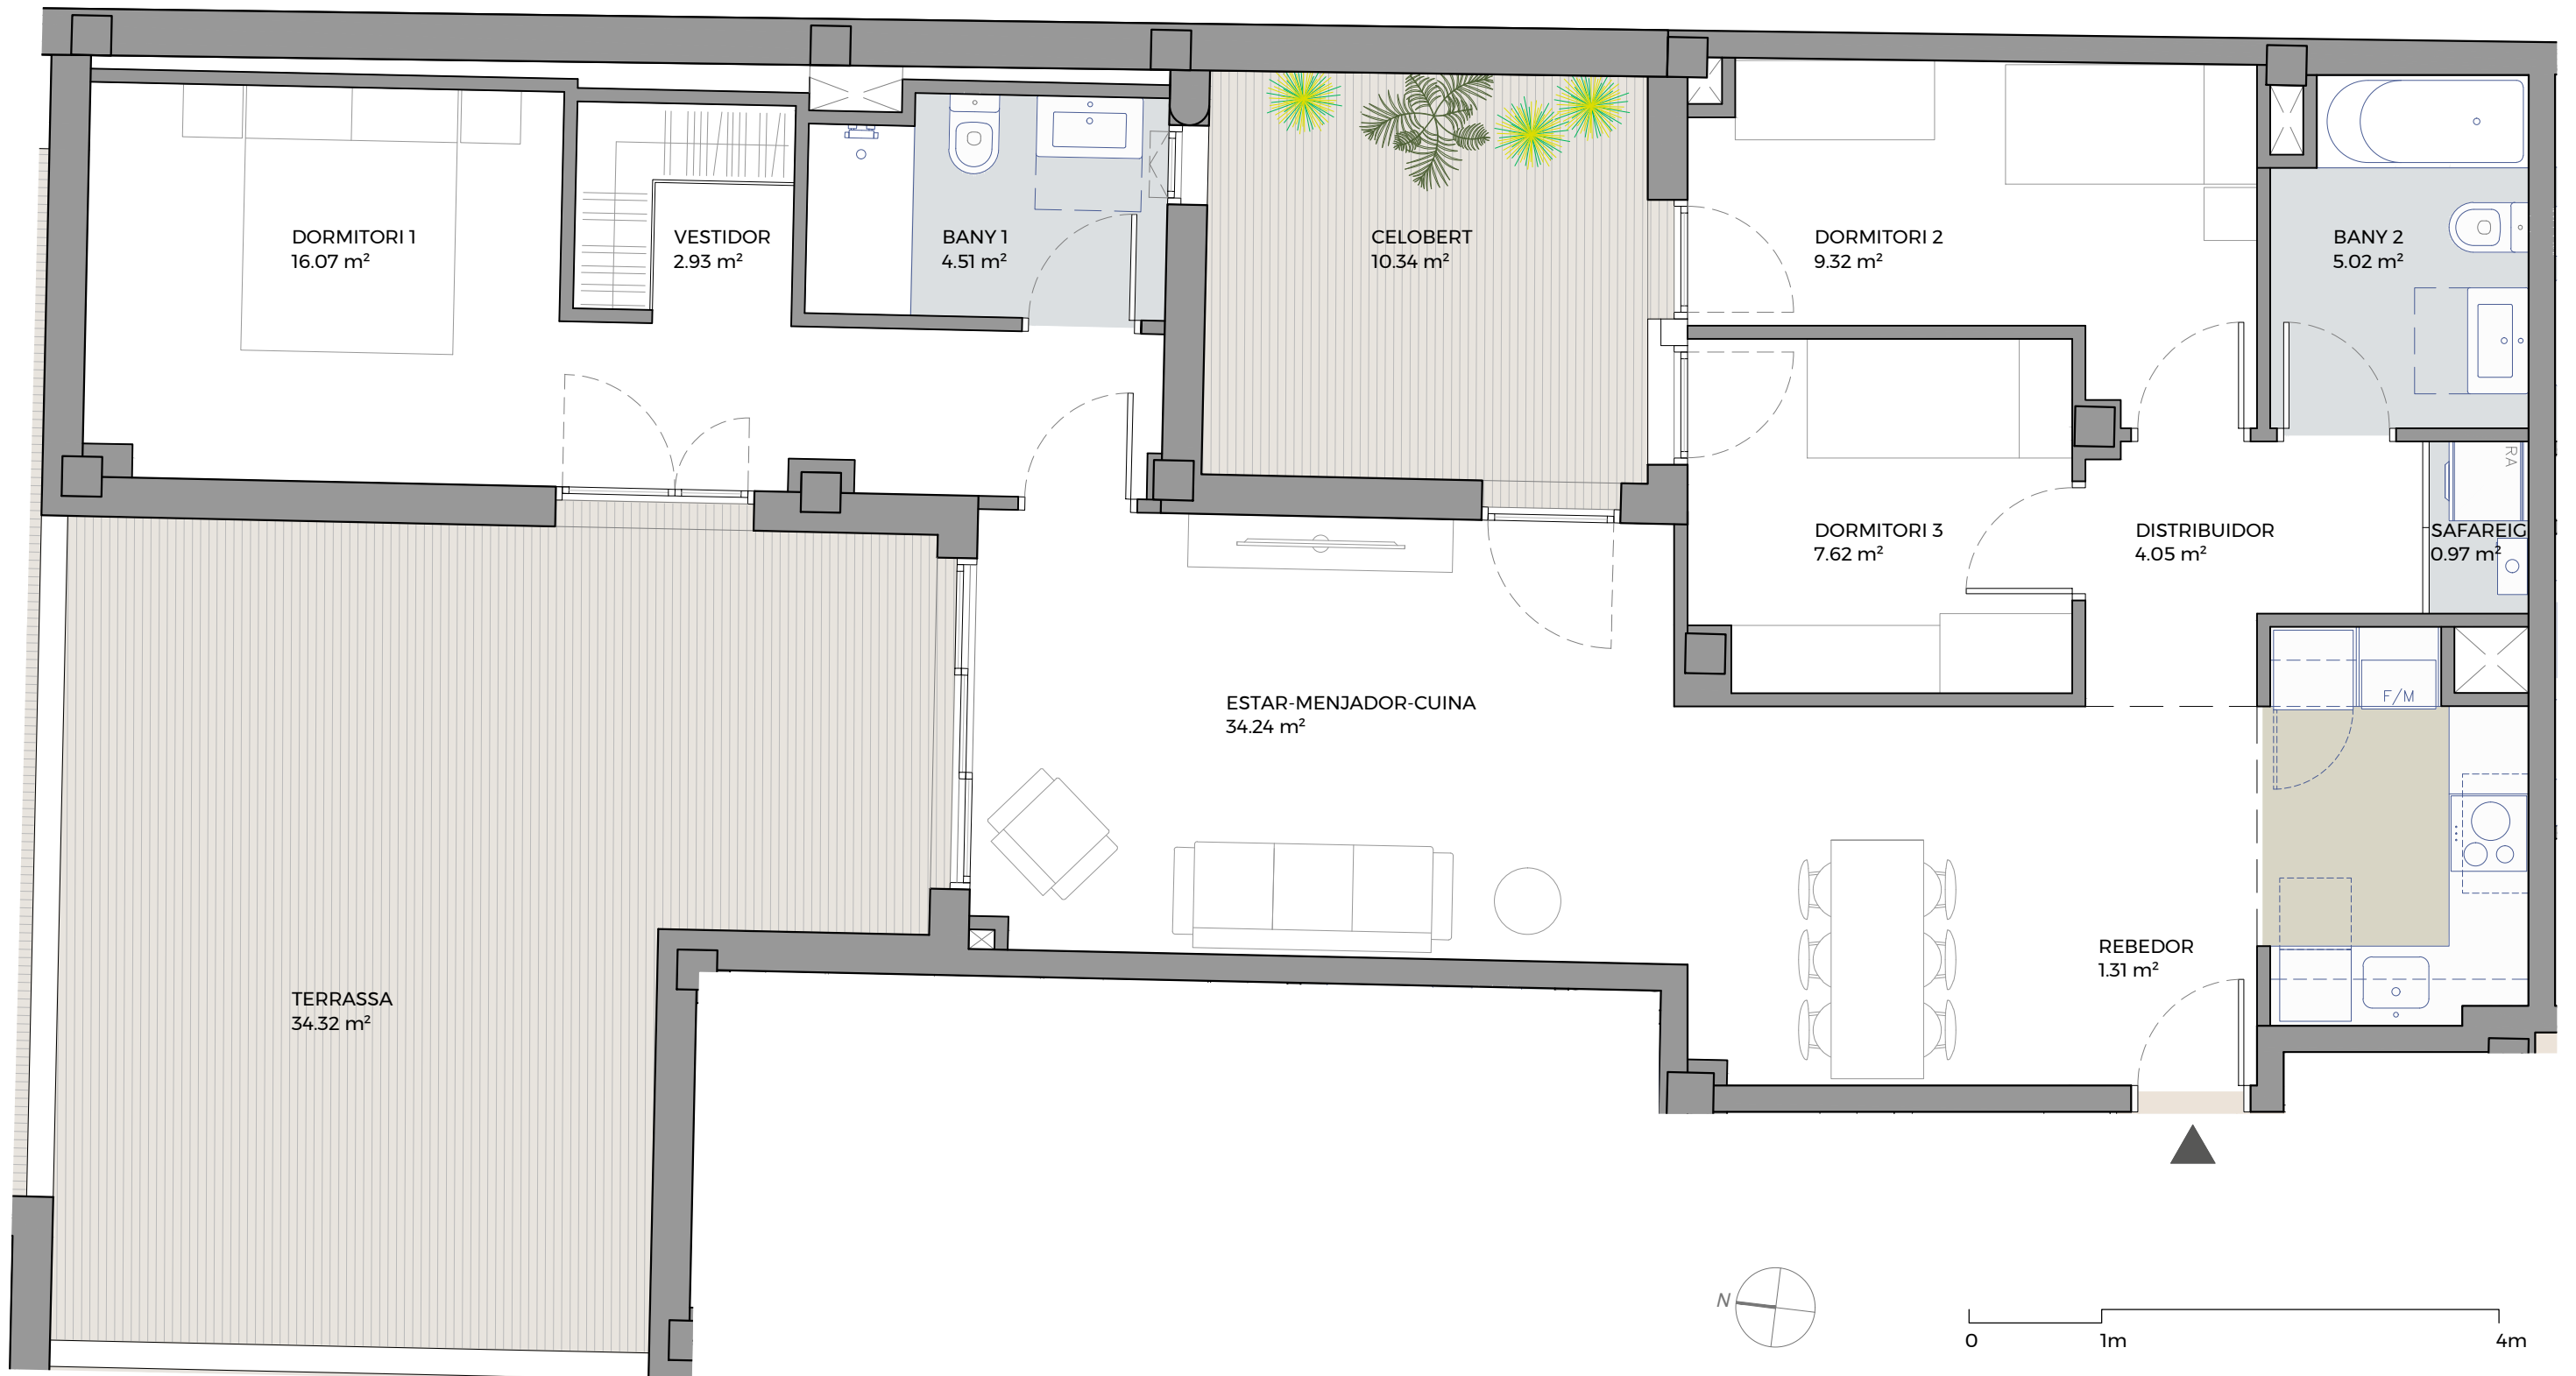 DORMITORI 1
16.07 m²
VESTIDOR
2.93 m²
BANY 1
4.51 m²
CELOBERT
10.34 m²
DORMITORI 2
9.32 m²
BANY 2
5.02 m²
RA
DORMITORI 3
7.62 m²
DISTRIBUIDOR
4.05 m²
SAFAREIG
0.97 m²
ESTAR-MENJADOR-CUINA
34.24 m²
F/M
REBEDOR
1.31 m²
TERRASSA
34.32 m²
N
0
1m
4m